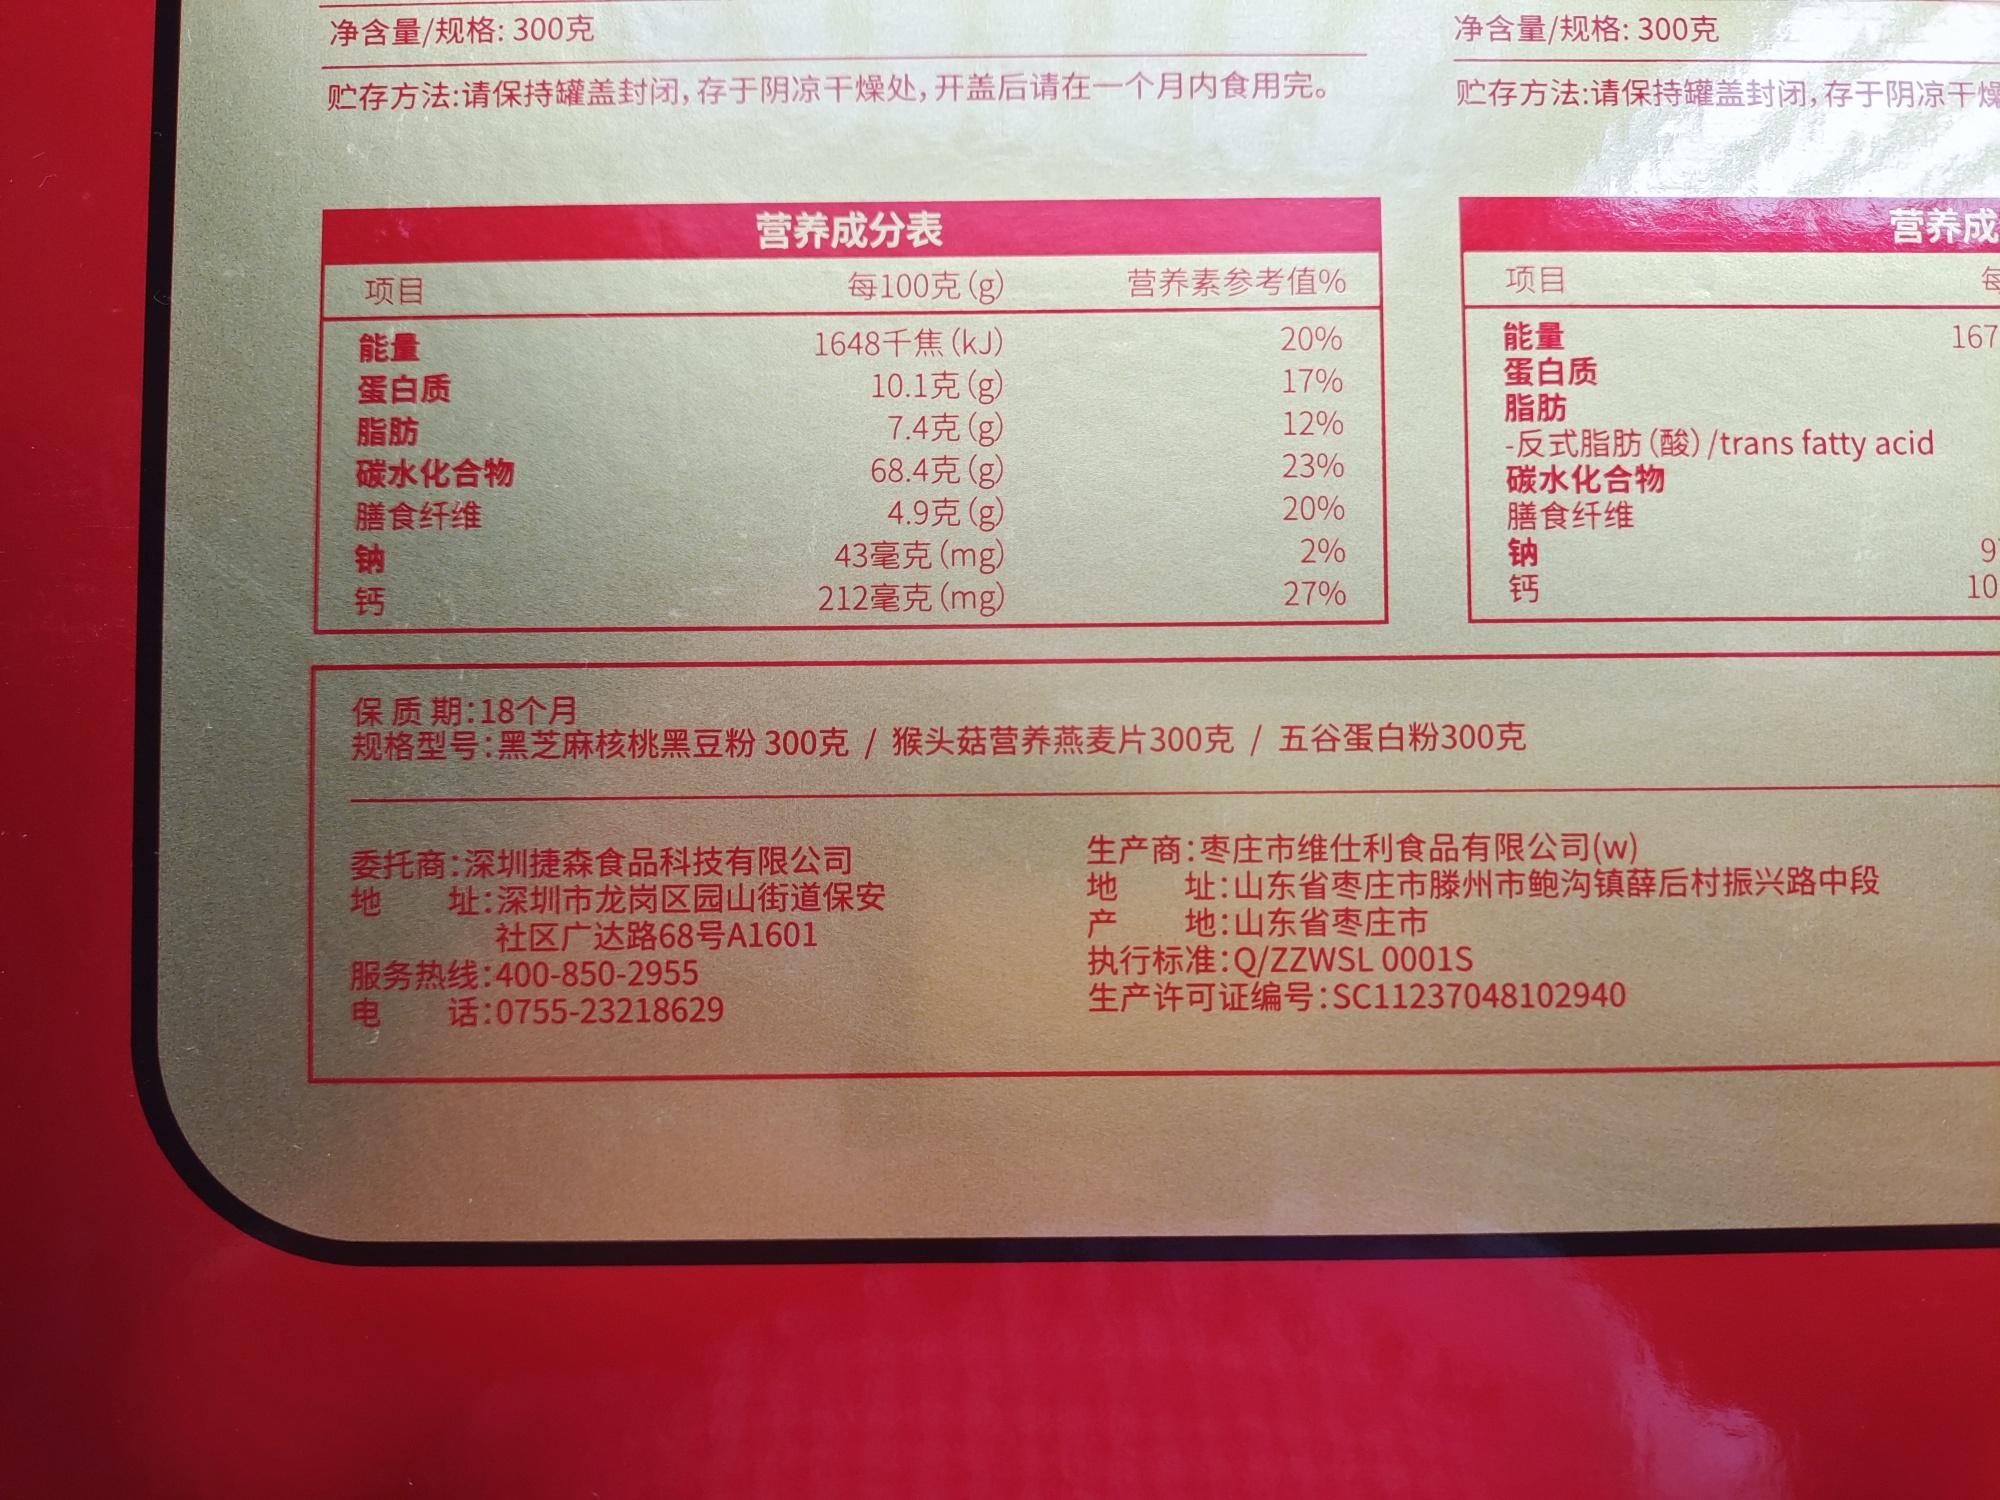 净含量/规格: 300克
贮存方法:请保持罐盖封闭,存于阴凉干燥处,开盖后请在一个月内食用完。
营养成分表
项目 每100克(g) 营养素参考值%
能量 1648千焦(kJ) 20%
蛋白质 10.1克(g) 17%
脂肪 7.4克(g) 12%
碳水化合物 68.4克(g) 23%
膳食纤维 4.9克(g) 20%
钠 43毫克(mg) 2%
钙 212毫克(mg) 27%
净含量/规格: 300克
贮存方法:请保持罐盖封闭,存于阴凉干燥
营养成
项目 每
能量 167
蛋白质
脂肪
-反式脂肪(酸)/trans fatty acid
碳水化合物
膳食纤维
钠 9
钙 10
保质期:18个月
规格型号:黑芝麻核桃黑豆粉 300克 / 猴头菇营养燕麦片300克 / 五谷蛋白粉300克
委托商:深圳捷森食品科技有限公司
地 址:深圳市龙岗区园山街道保安
社区广达路68号A1601
服务热线:400-850-2955
电 话:0755-23218629
生产商:枣庄市维仕利食品有限公司(w)
地 址:山东省枣庄市滕州市鲍沟镇薛后村振兴路中段
产 地:山东省枣庄市
执行标准:Q/ZZWSL 0001S
生产许可证编号:SC11237048102940